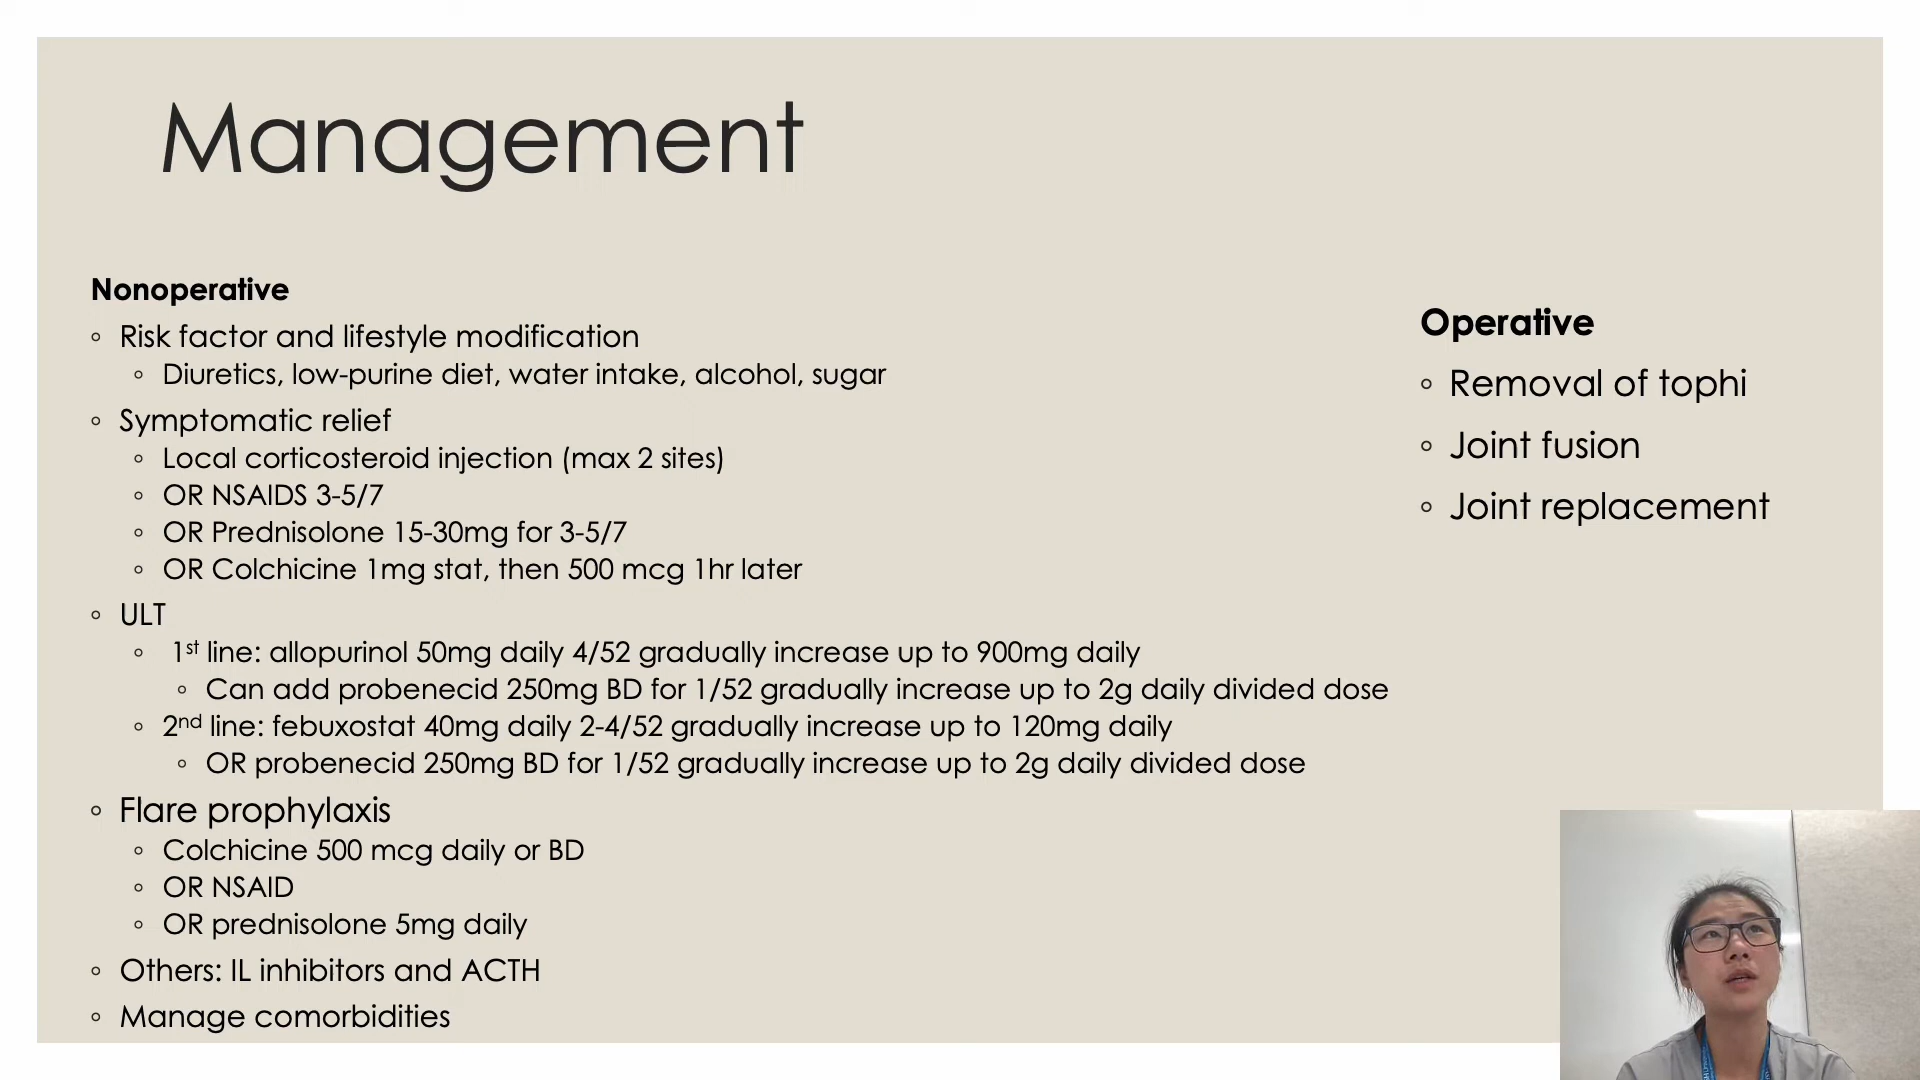 Management
Nonoperative
◦ Risk factor and lifestyle modification
◦ Diuretics, low-purine diet, water intake, alcohol, sugar
◦ Symptomatic relief
◦ Local corticosteroid injection (max 2 sites)
◦ OR NSAIDS 3-5/7
◦ OR Prednisolone 15-30mg for 3-5/7
◦ OR Colchicine 1mg stat, then 500 mcg 1hr later
◦ ULT
◦ 1st line: allopurinol 50mg daily 4/52 gradually increase up to 900mg daily
◦ Can add probenecid 250mg BD for 1/52 gradually increase up to 2g daily divided dose
◦ 2nd line: febuxostat 40mg daily 2-4/52 gradually increase up to 120mg daily
◦ OR probenecid 250mg BD for 1/52 gradually increase up to 2g daily divided dose
◦ Flare prophylaxis
◦ Colchicine 500 mcg daily or BD
◦ OR NSAID
◦ OR prednisolone 5mg daily
◦ Others: IL inhibitors and ACTH
◦ Manage comorbidities
Operative
◦ Removal of tophi
◦ Joint fusion
◦ Joint replacement